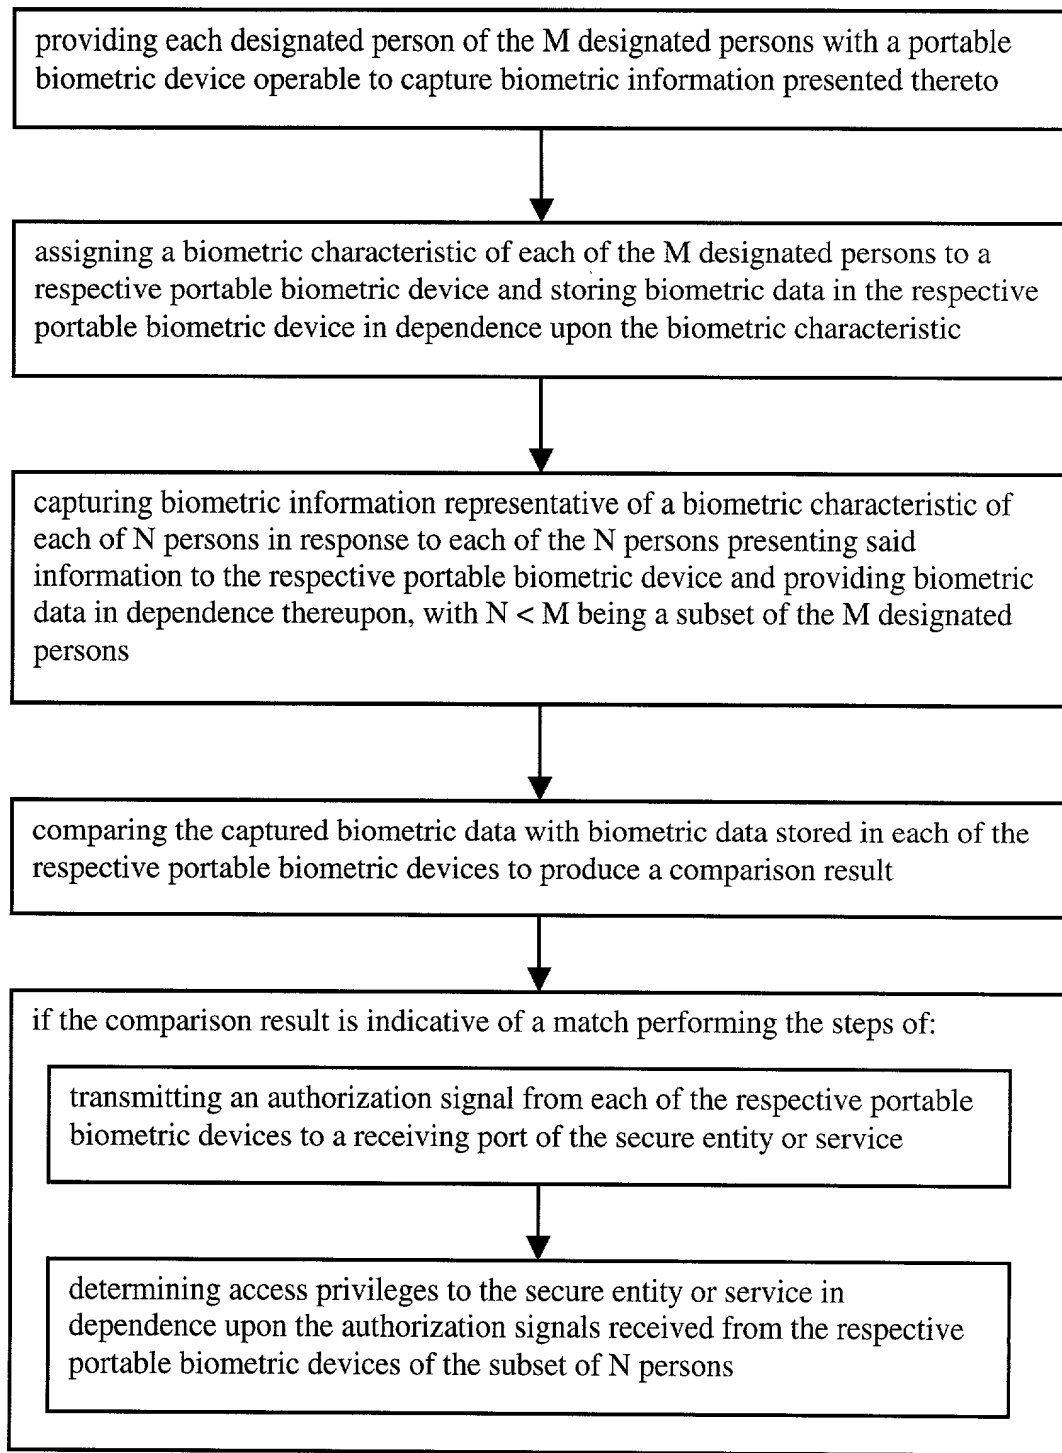 providing each designated person of the M designated persons with a portable
biometric device operable to capture biometric information presented thereto
assigning a biometric characteristic of each of the M designated persons to a
respective portable biometric device and storing biometric data in the respective
portable biometric device in dependence upon the biometric characteristic
capturing biometric information representative of a biometric characteristic of
each of N persons in response to each of the N persons presenting said
information to the respective portable biometric device and providing biometric
data in dependence thereupon, with N < M being a subset of the M designated
persons
comparing the captured biometric data with biometric data stored in each of the
respective portable biometric devices to produce a comparison result
if the comparison result is indicative of a match performing the steps of:
transmitting an authorization signal from each of the respective portable
biometric devices to a receiving port of the secure entity or service
determining access privileges to the secure entity or service in
dependence upon the authorization signals received from the respective
portable biometric devices of the subset of N persons